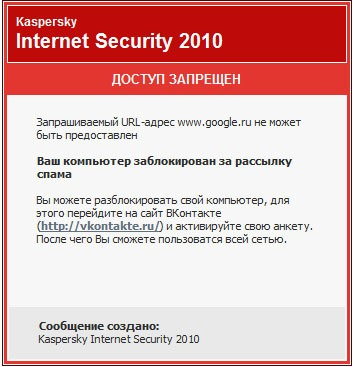 Kaspersky
Internet Security 2010
ДОСТУП ЗАПРЕЩЕН
Запрашиваемый URL-адрес www.google.ru не может
быть предоставлен
Ваш компьютер заблокирован за рассылку
спама
Вы можете разблокировать свой компьютер, для
этого перейдите на сайт ВКонтакте
(http://vkontakte.ru/) и активируйте свою анкету.
После чего Вы сможете пользоватся всей сетью.
Сообщение создано:
Kaspersky Internet Security 2010